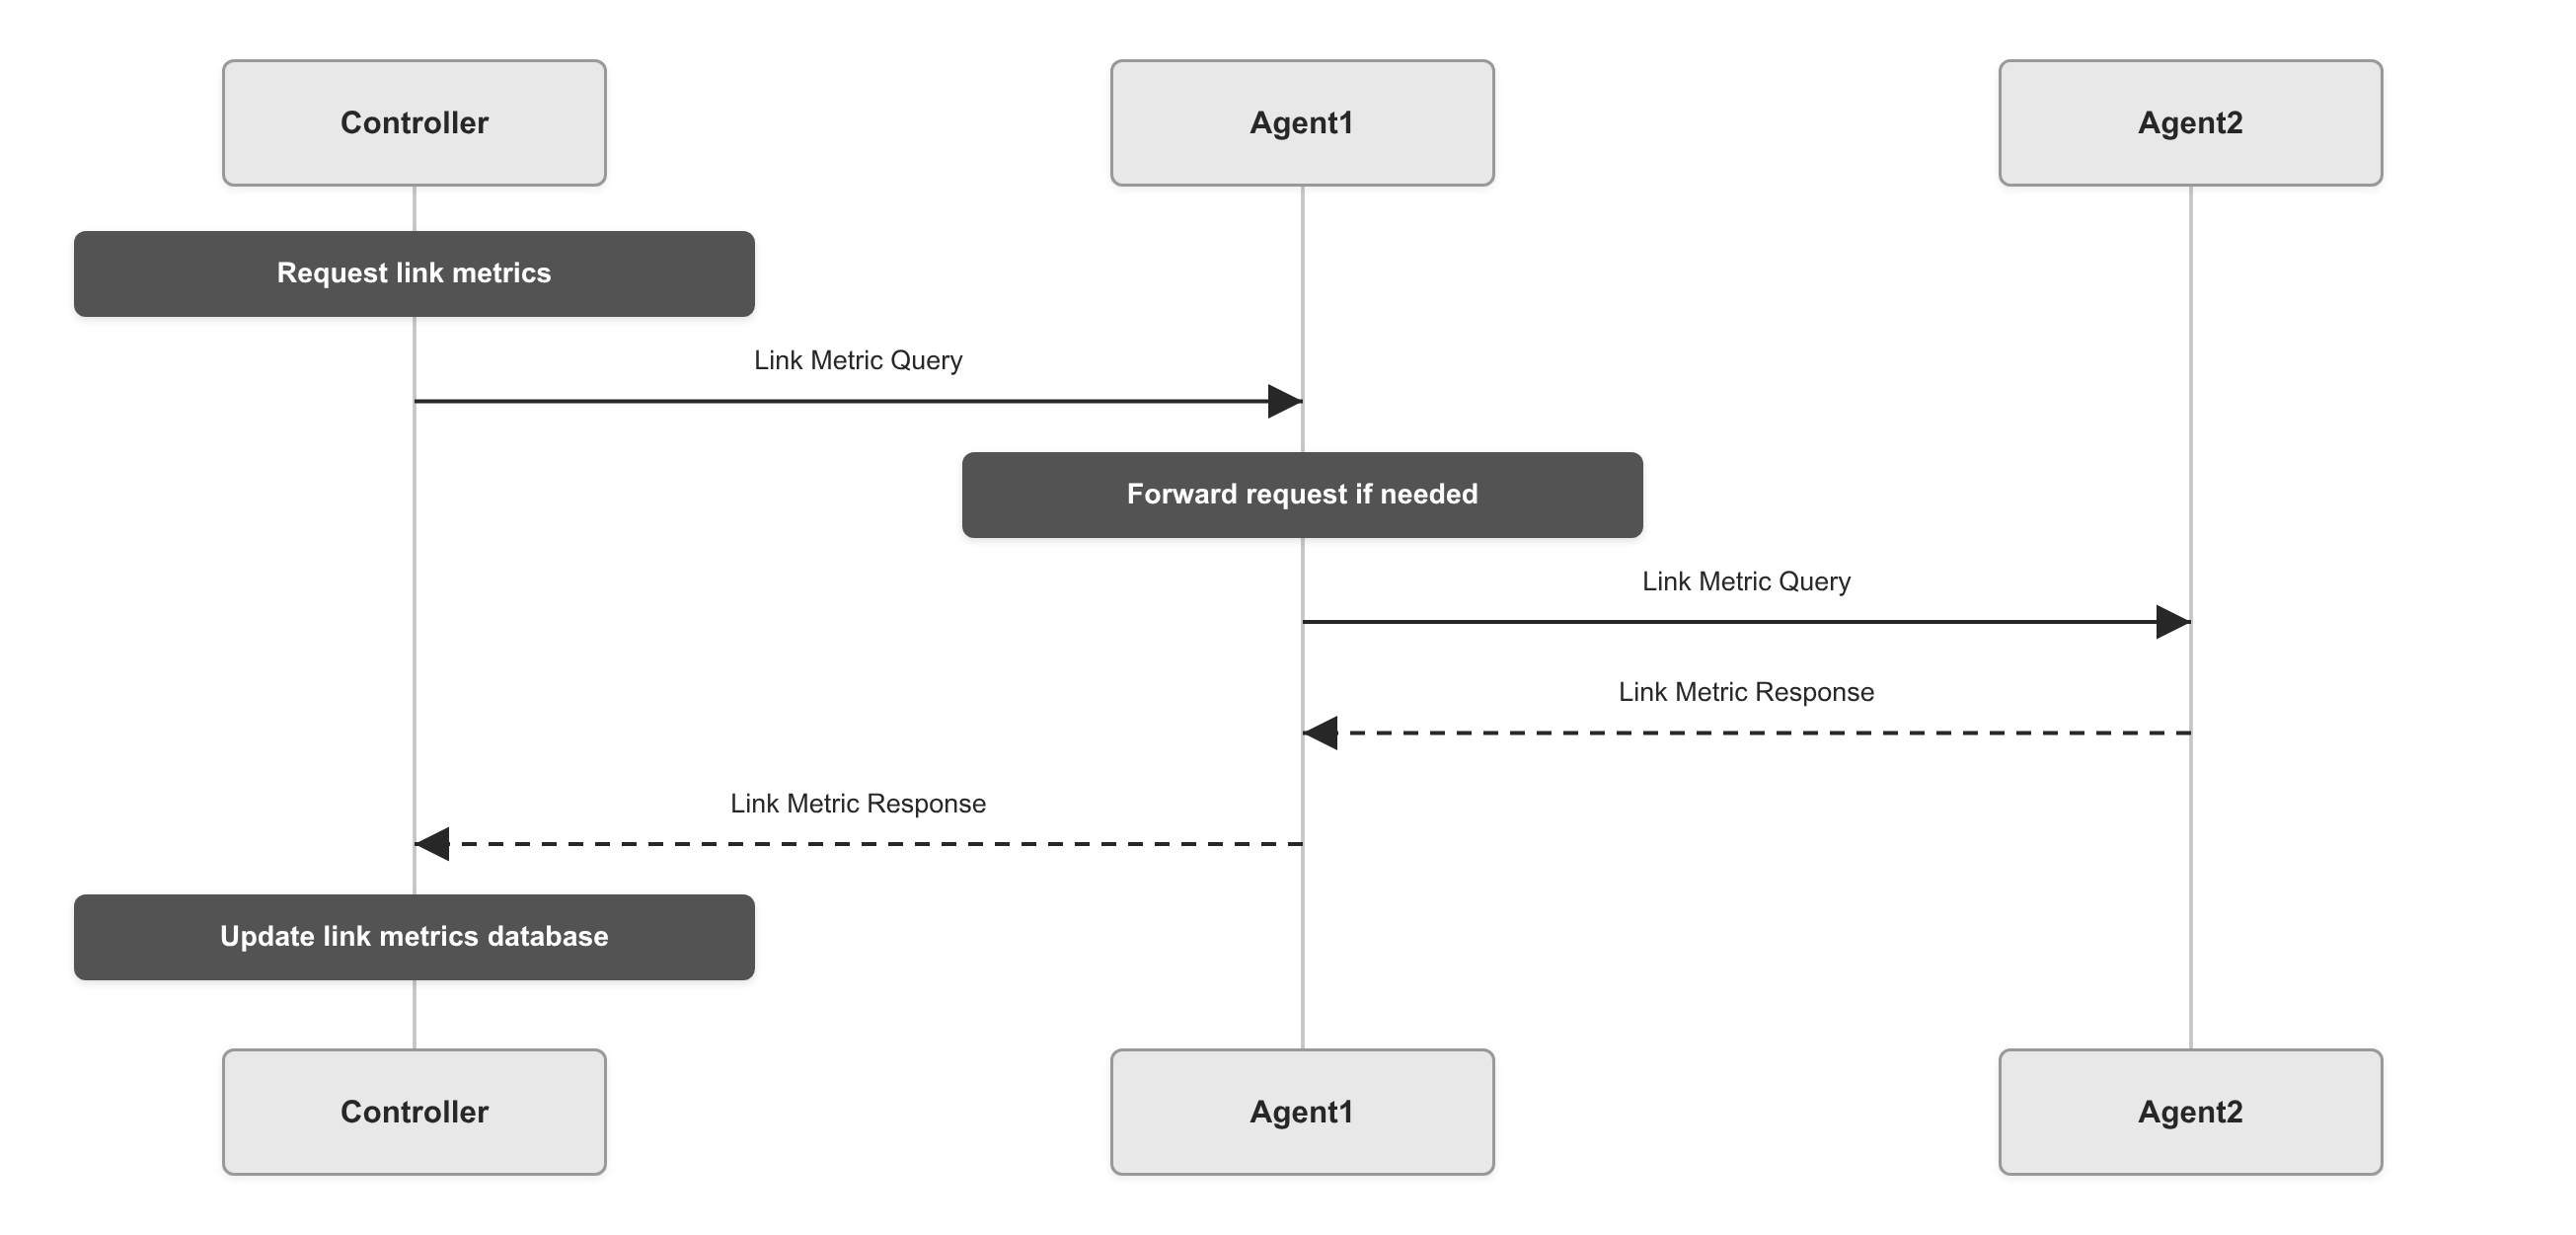 Controller
Agent1
Agent2
Request link metrics
Link Metric Query
Forward request if needed
Link Metric Query
Link Metric Response
Link Metric Response
Update link metrics database
Controller
Agent1
Agent2